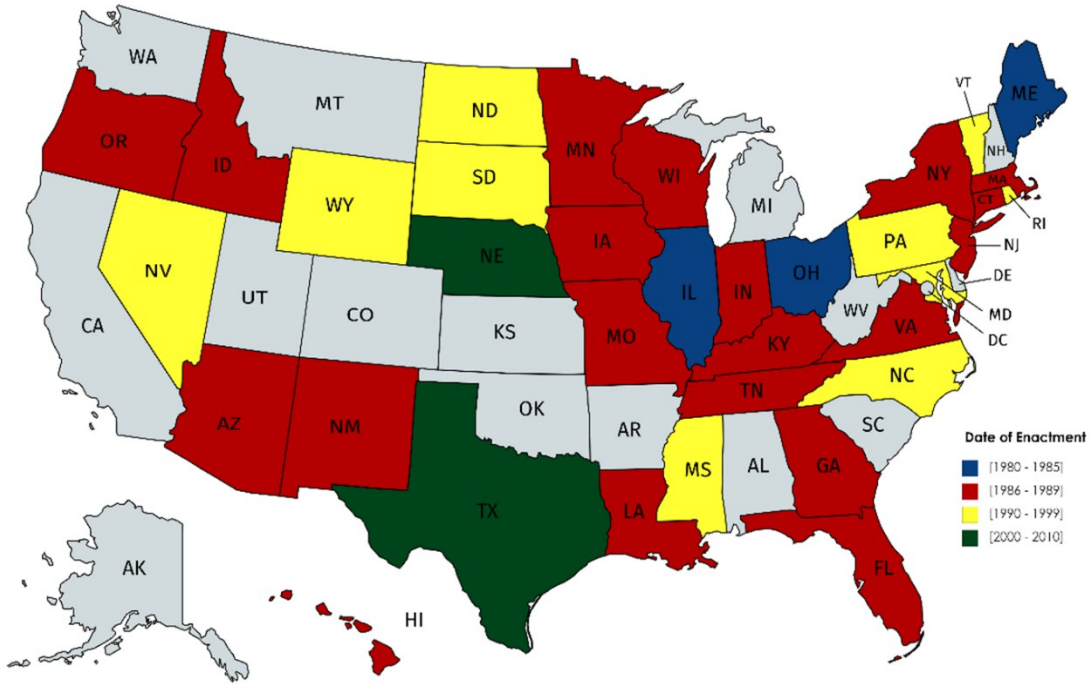 WA
MT
ND
MN
VT
ME
NH
OR
ID
SD
WI
NY
MA
CT
RI
WY
MI
NJ
NE
IA
PA
DE
NV
UT
CO
IL
IN
OH
MD
DC
CA
KS
MO
WV
VA
KY
AZ
NM
OK
AR
TN
NC
SC
MS
AL
GA
TX
LA
FL
AK
HI
Date of Enactment
[1980 - 1985]
[1986 - 1989]
[1990 - 1999]
[2000 - 2010]